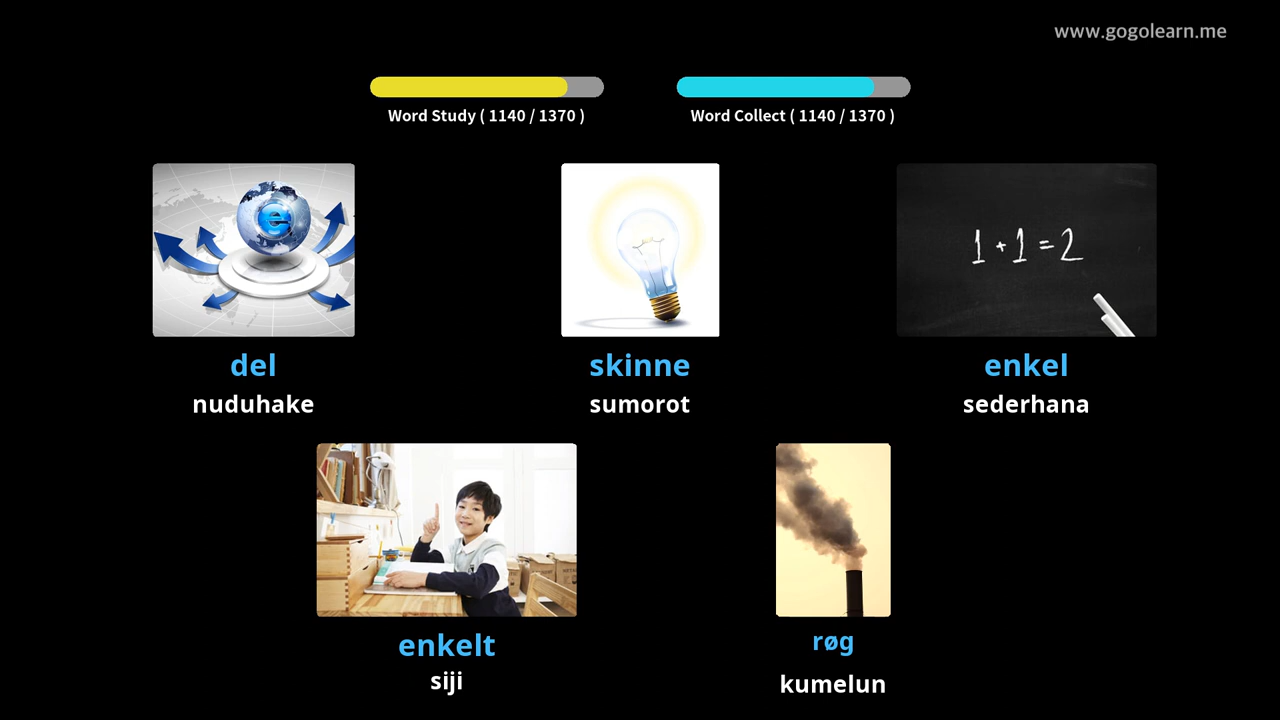 www.gogolearn.me
Word Study ( 1140 / 1370 )
Word Collect ( 1140 / 1370 )
e
1 + 1 = 2
del
skinne
enkel
nuduhake
sumorot
sederhana
enkelt
røg
siji
kumelun